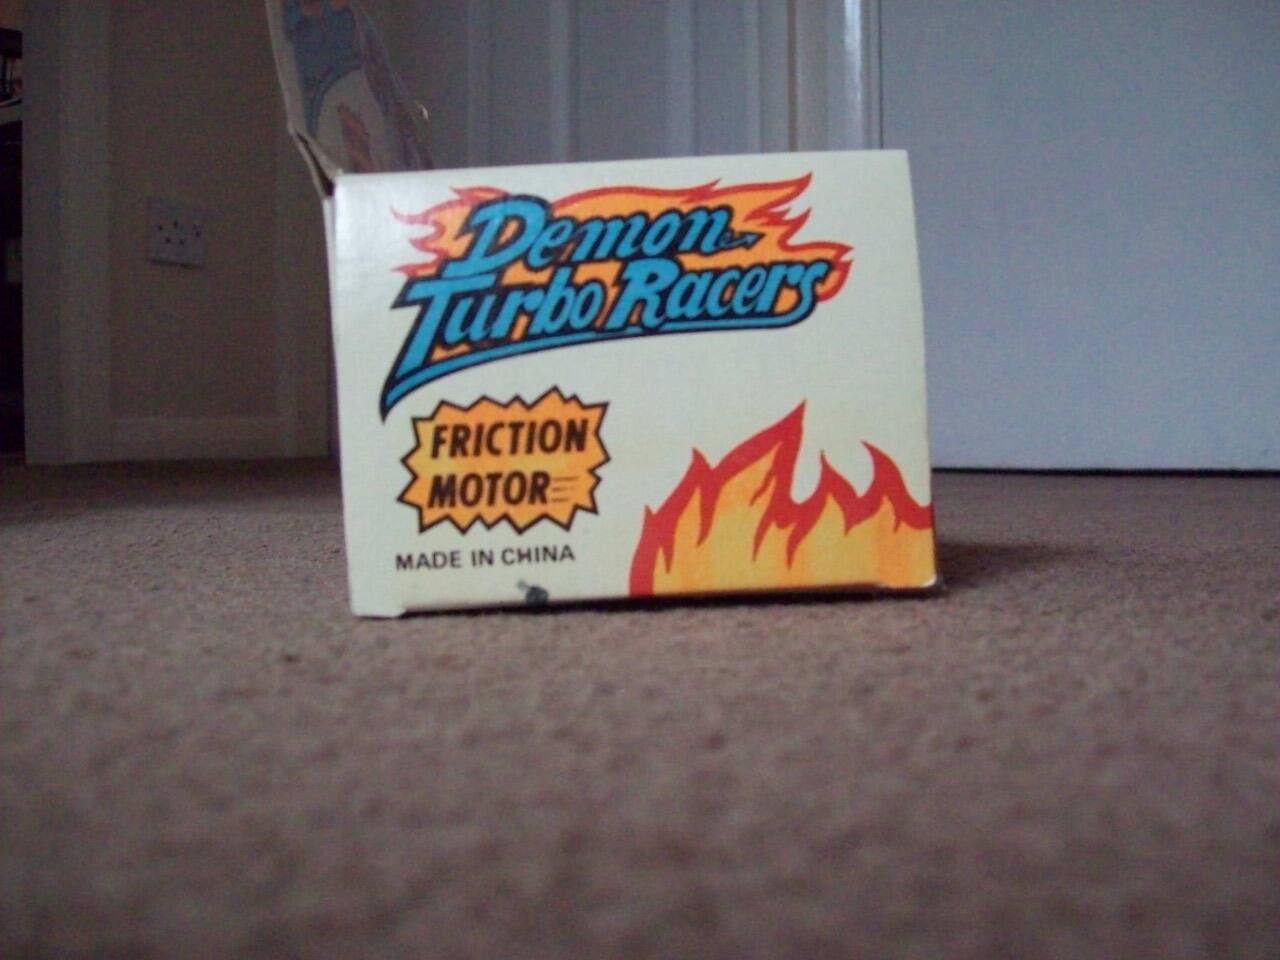 Demon
Turbo Racers
FRICTION
MOTOR
MADE IN CHINA